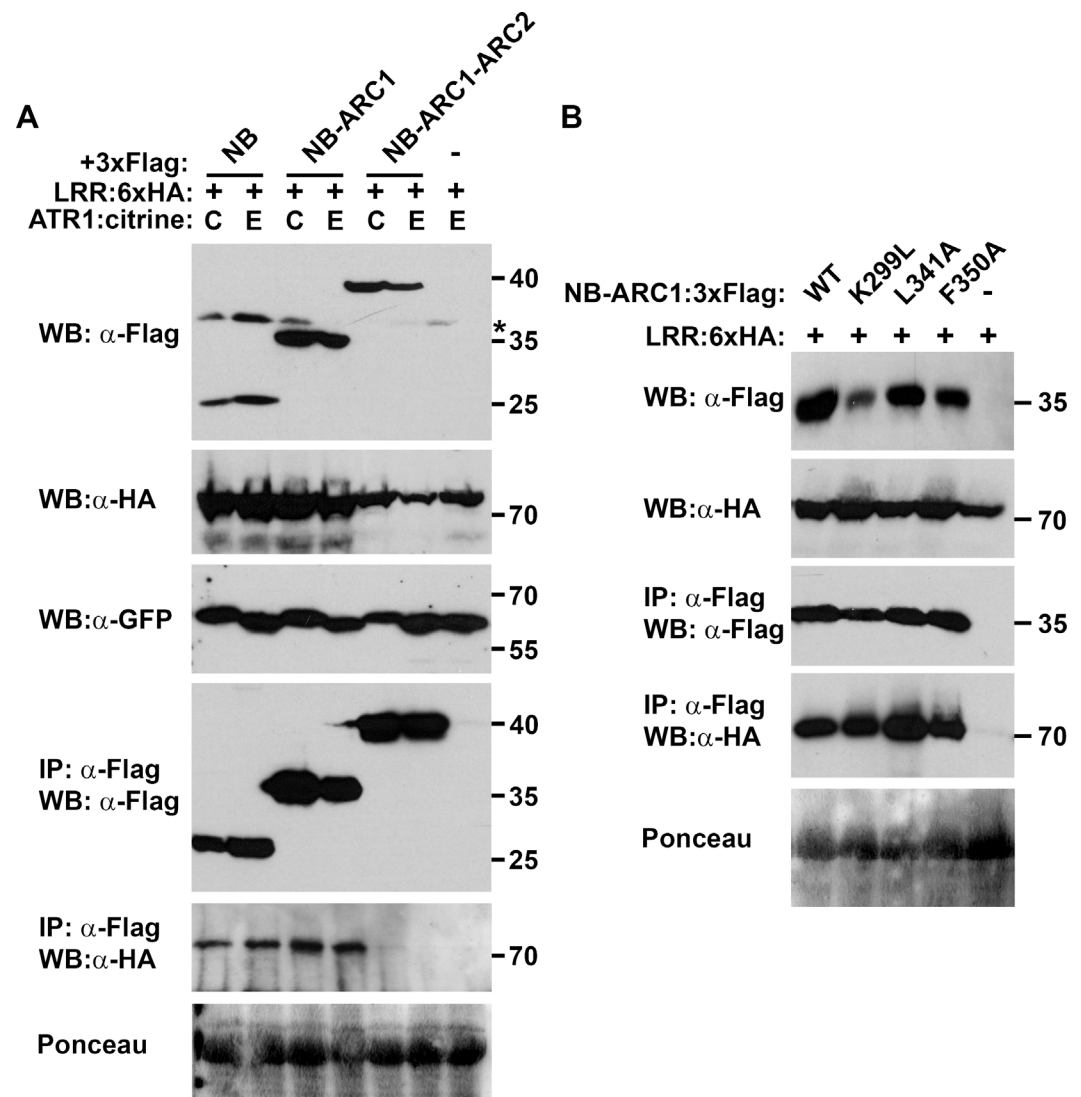 A
+3xFlag: NB NB-ARC1 NB-ARC1-ARC2 -
LRR:6xHA: + + + + + + +
ATR1:citrine: C E C E C E E
WB: α-Flag
40
*
35
25
WB:α-HA
70
WB:α-GFP
70
55
IP: α-Flag
WB: α-Flag
40
35
25
IP: α-Flag
WB:α-HA
70
Ponceau
B
NB-ARC1:3xFlag: WT K299L L341A F350A -
LRR:6xHA: + + + + +
WB: α-Flag
35
WB:α-HA
70
IP: α-Flag
WB: α-Flag
35
IP: α-Flag
WB:α-HA
70
Ponceau